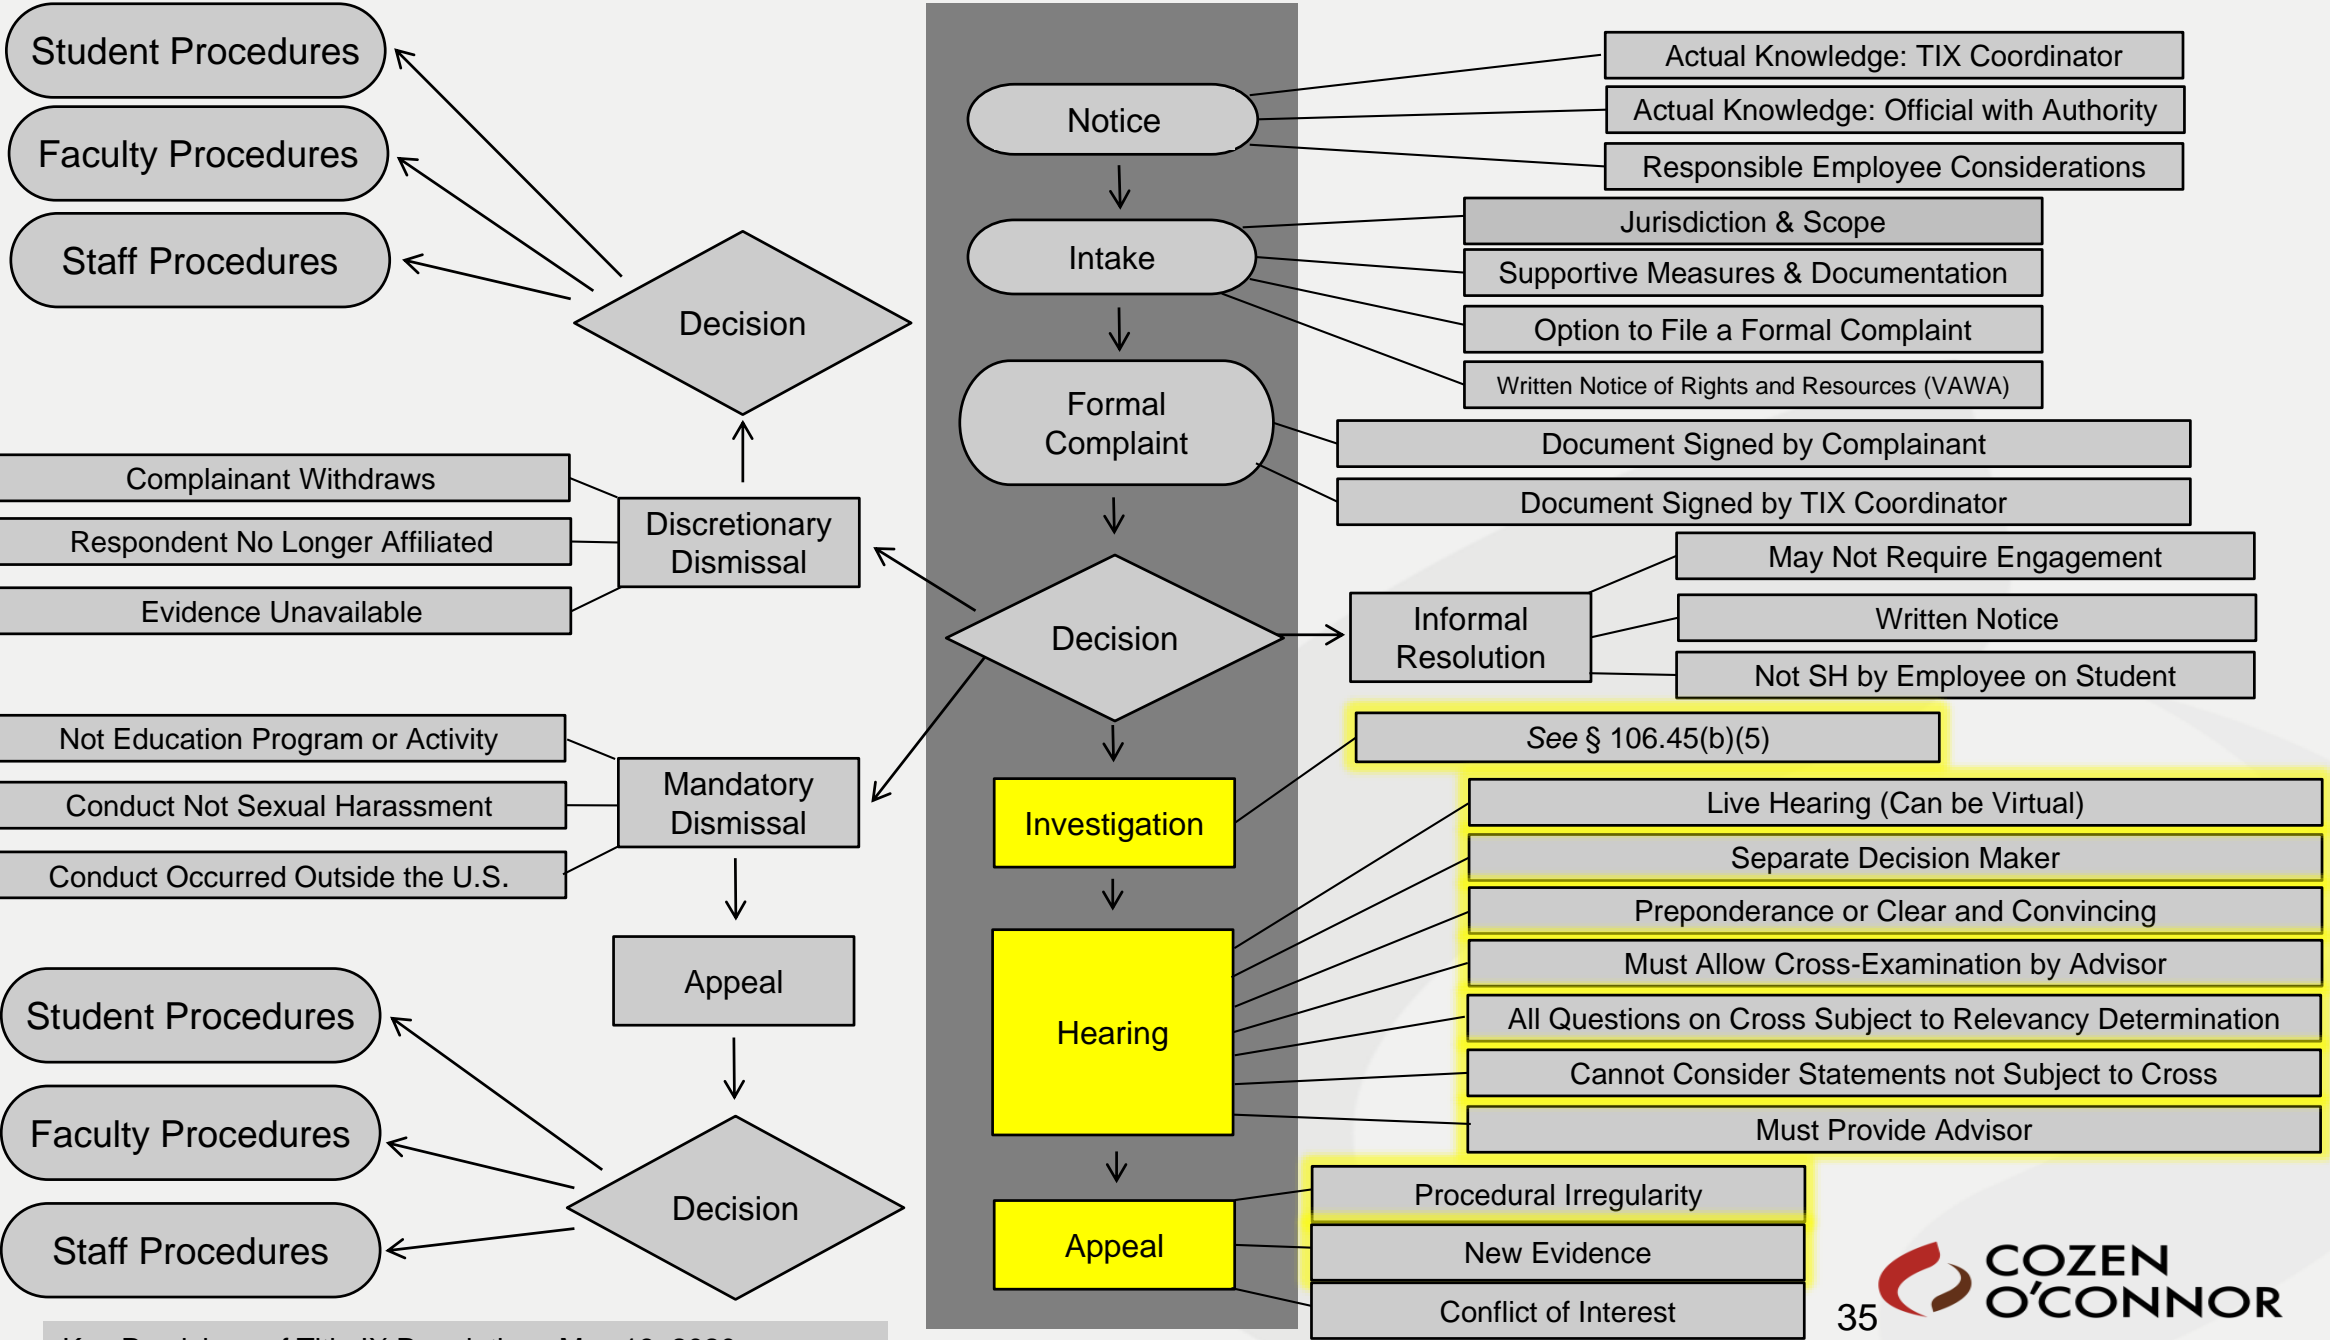 Student Procedures
Faculty Procedures
Staff Procedures
Decision
Complainant Withdraws
Respondent No Longer Affiliated
Evidence Unavailable
Discretionary
Dismissal
Not Education Program or Activity
Conduct Not Sexual Harassment
Conduct Occurred Outside the U.S.
Mandatory
Dismissal
Appeal
Student Procedures
Faculty Procedures
Staff Procedures
Decision
Notice
Intake
Formal
Complaint
Decision
Investigation
Hearing
Appeal
Actual Knowledge: TIX Coordinator
Actual Knowledge: Official with Authority
Responsible Employee Considerations
Jurisdiction & Scope
Supportive Measures & Documentation
Option to File a Formal Complaint
Written Notice of Rights and Resources (VAWA)
Document Signed by Complainant
Document Signed by TIX Coordinator
Informal
Resolution
May Not Require Engagement
Written Notice
Not SH by Employee on Student
See § 106.45(b)(5)
Live Hearing (Can be Virtual)
Separate Decision Maker
Preponderance or Clear and Convincing
Must Allow Cross-Examination by Advisor
All Questions on Cross Subject to Relevancy Determination
Cannot Consider Statements not Subject to Cross
Must Provide Advisor
Procedural Irregularity
New Evidence
Conflict of Interest
35
COZEN
O'CONNOR